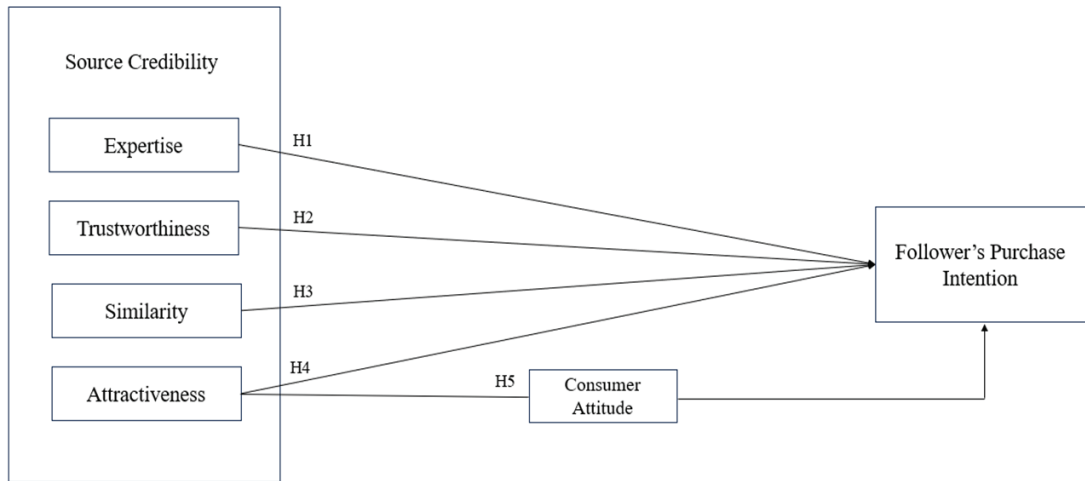 Source Credibility
Expertise
H1
Trustworthiness
H2
Similarity
H3
Attractiveness
H4
H5
Consumer
Attitude
Follower’s Purchase
Intention